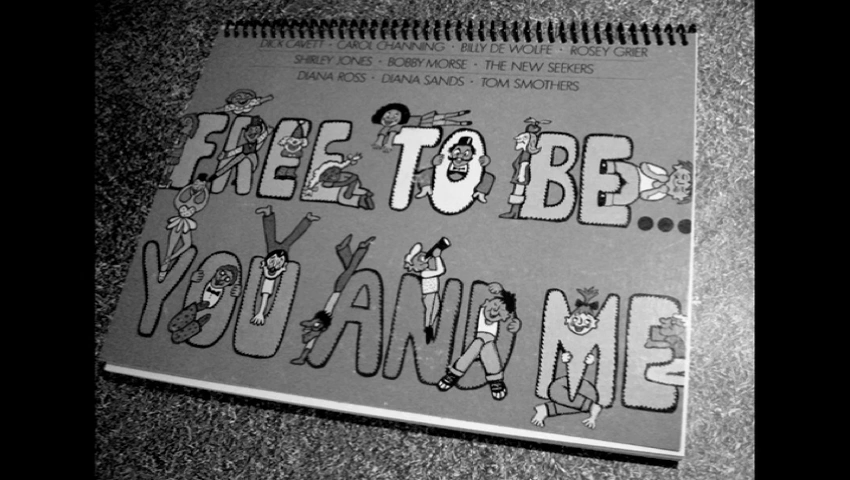 DICK CAVETT · CAROL CHANNING · BILLY DE WOLFE · ROSEY GRIER
SHIRLEY JONES · BOBBY MORSE · THE NEW SEEKERS
DIANA ROSS · DIANA SANDS · TOM SMOTHERS
FREE TO BE...
YOU AND ME